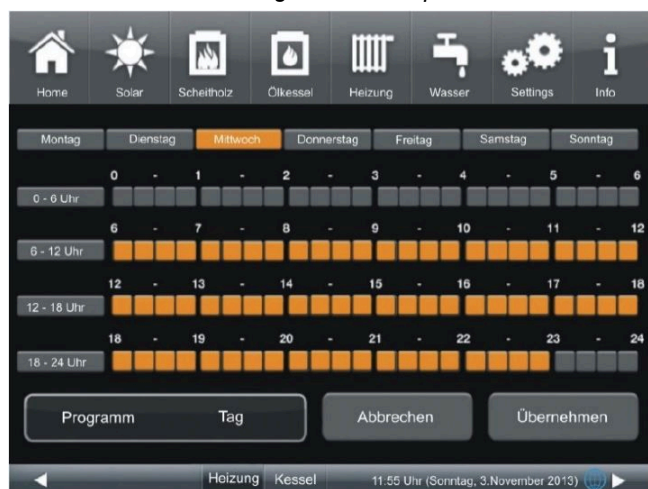 Home Solar Scheitholz Ölkessel Heizung Wasser Settings Info
Montag Dienstag Mittwoch Donnerstag Freitag Samstag Sonntag
0 - 1 - 2 - 3 - 4 - 5 - 6
0 - 6 Uhr
6 - 7 - 8 - 9 - 10 - 11 - 12
6 - 12 Uhr
12 - 13 - 14 - 15 - 16 - 17 - 18
12 - 18 Uhr
18 - 19 - 20 - 21 - 22 - 23 - 24
18 - 24 Uhr
Programm Tag Abbrechen Übernehmen
Heizung Kessel 11:55 Uhr (Sonntag, 3.November 2013)